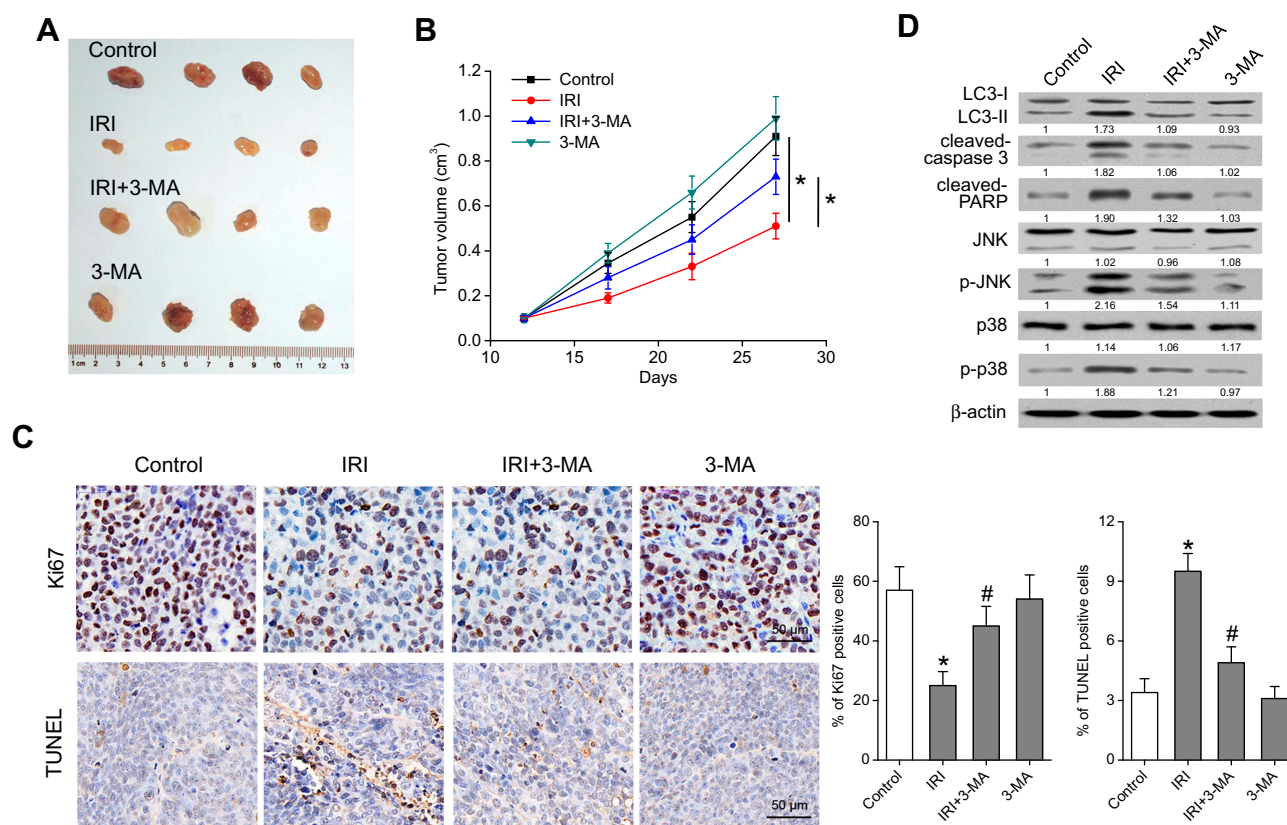 A
Control
IRI
IRI+3-MA
3-MA
1 cm 2 3 4 5 6 7 8 9 10 11 12 13
B
Control
IRI
IRI+3-MA
3-MA
1.2
1.0
0.8
0.6
0.4
0.2
0.0
Tumor volume (cm³)
10 15 20 25 30
Days
*
*
D
Control IRI IRI+3-MA 3-MA
LC3-I
LC3-II
1 1.73 1.09 0.93
cleaved-
caspase 3
1 1.82 1.06 1.02
cleaved-
PARP
1 1.90 1.32 1.03
JNK
1 1.02 0.96 1.08
p-JNK
1 2.16 1.54 1.11
p38
1 1.14 1.06 1.17
p-p38
1 1.88 1.21 0.97
β-actin
C
Control IRI IRI+3-MA 3-MA
Ki67
50 μm
TUNEL
50 μm
80
60
40
20
0
% of Ki67 positive cells
*
#
Control IRI IRI+3-MA 3-MA
12
9
6
3
0
% of TUNEL positive cells
*
#
Control IRI IRI+3-MA 3-MA